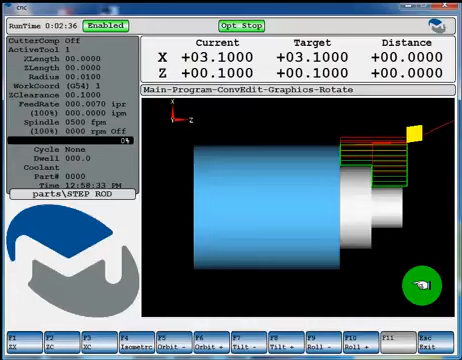 cnc
RunTime 0:02:36 Enabled Opt Stop
CutterComp Off
ActiveTool 1
XLength 00.0000
ZLength 00.0000
Radius 00.0100
WorkCoord (G54) 1
ZClearance 00.1000
FeedRate 000.0070 ipr
(100%) 000.0000 ipm
Spindle 0500 fpm
(100%) 0000 rpm Off
0%
Cycle None
Dwell 000.0
Coolant
Part# 0000
Time 12:58:33 PM
parts\STEP ROD
Current Target Distance
X +03.1000 +03.1000 +00.0000
Z +00.1000 +00.1000 +00.0000
Main-Program-ConvEdit-Graphics-Rotate
X
Z
F1 F2 F3 F4 F5 F6 F7 F8 F9 F10 F11 Esc
ZX ZC XC Isometrc Orbit - Orbit + Tilt - Tilt + Roll - Roll + Exit